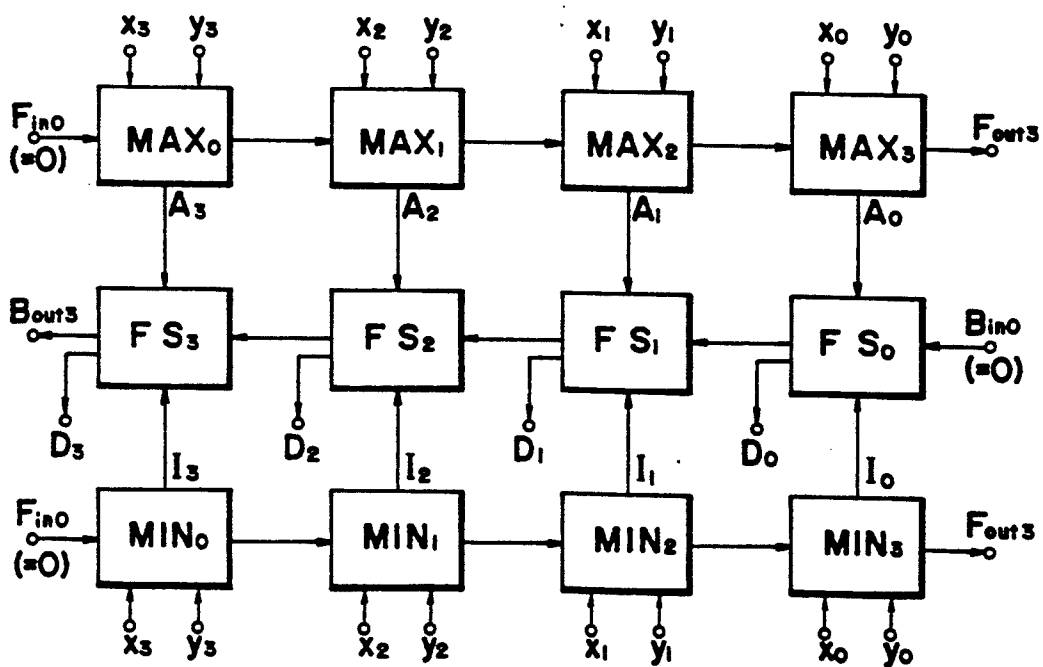 x3 y3 x2 y2 x1 y1 x0 y0
Fin0 (=0) MAX0 MAX1 MAX2 MAX3 Fout3
A3 A2 A1 A0
Bout3 FS3 FS2 FS1 FS0 Bin0 (=0)
D3 D2 D1 D0
I3 I2 I1 I0
Fin0 (=0) MIN0 MIN1 MIN2 MIN3 Fout3
x3 y3 x2 y2 x1 y1 x0 y0